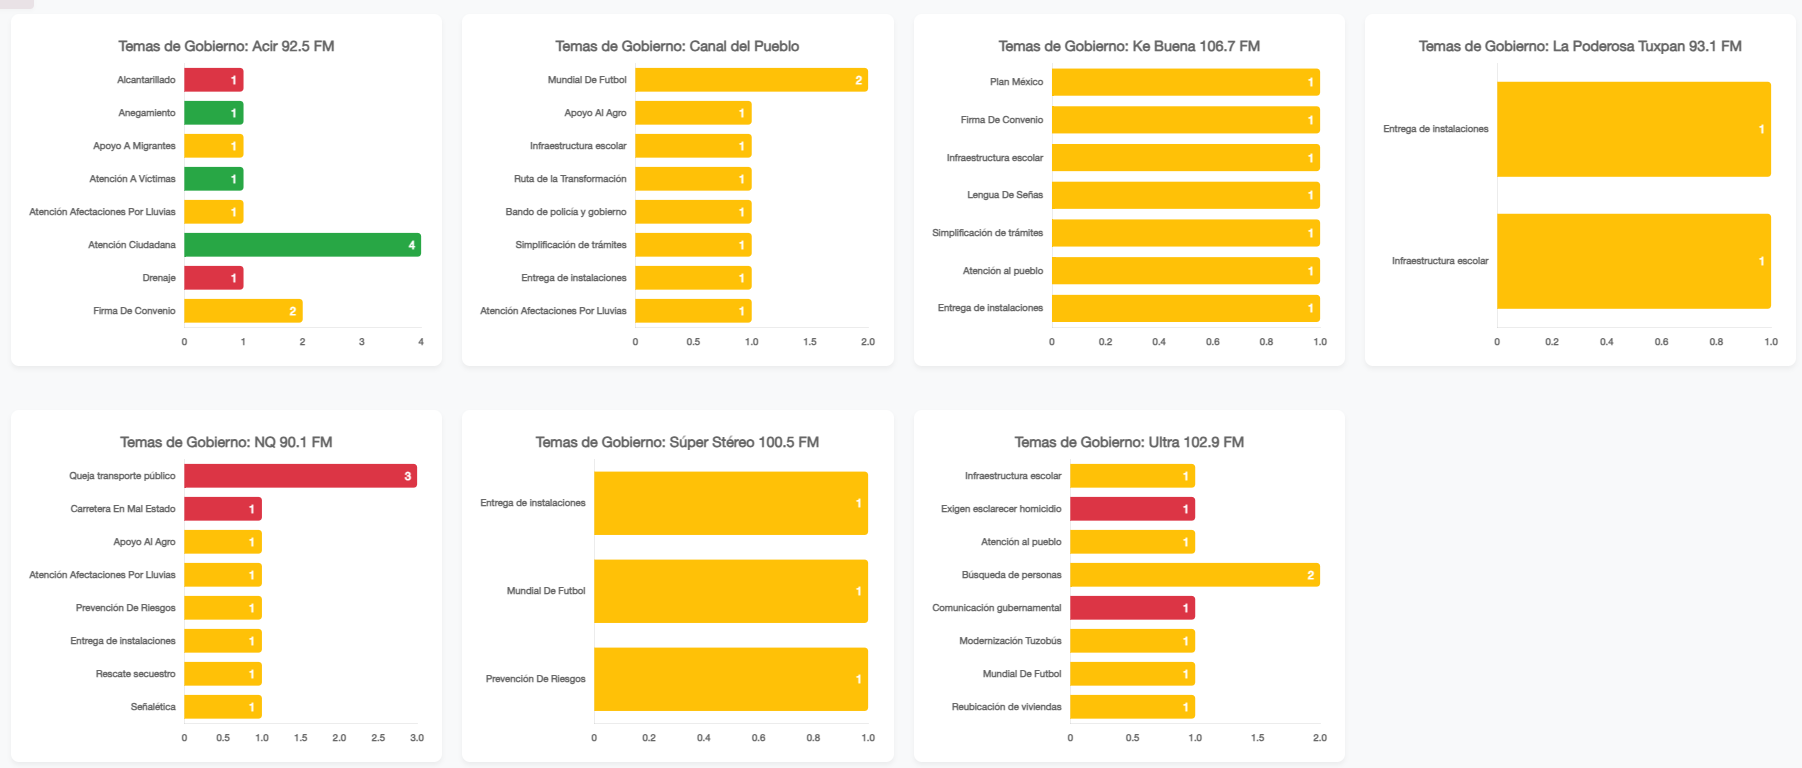 Temas de Gobierno: Acir 92.5 FM
Alcantarillado 1
Anegamiento 1
Apoyo A Migrantes 1
Atención A Víctimas 1
Atención Afectaciones Por Lluvias 1
Atención Ciudadana 4
Drenaje 1
Firma De Convenio 2
0 1 2 3 4
Temas de Gobierno: Canal del Pueblo
Mundial De Futbol 2
Apoyo Al Agro 1
Infraestructura escolar 1
Ruta de la Transformación 1
Bando de policía y gobierno 1
Simplificación de trámites 1
Entrega de instalaciones 1
Atención Afectaciones Por Lluvias 1
0 0.5 1.0 1.5 2.0
Temas de Gobierno: Ke Buena 106.7 FM
Plan México 1
Firma De Convenio 1
Infraestructura escolar 1
Lengua De Señas 1
Simplificación de trámites 1
Atención al pueblo 1
Entrega de instalaciones 1
0 0.2 0.4 0.6 0.8 1.0
Temas de Gobierno: La Poderosa Tuxpan 93.1 FM
Entrega de instalaciones 1
Infraestructura escolar 1
0 0.2 0.4 0.6 0.8 1.0
Temas de Gobierno: NQ 90.1 FM
Queja transporte público 3
Carretera En Mal Estado 1
Apoyo Al Agro 1
Atención Afectaciones Por Lluvias 1
Prevención De Riesgos 1
Entrega de instalaciones 1
Rescate secuestro 1
Señalética 1
0 0.5 1.0 1.5 2.0 2.5 3.0
Temas de Gobierno: Súper Stéreo 100.5 FM
Entrega de instalaciones 1
Mundial De Futbol 1
Prevención De Riesgos 1
0 0.2 0.4 0.6 0.8 1.0
Temas de Gobierno: Ultra 102.9 FM
Infraestructura escolar 1
Exigen esclarecer homicidio 1
Atención al pueblo 1
Búsqueda de personas 2
Comunicación gubernamental 1
Modernización Tuzobús 1
Mundial De Futbol 1
Reubicación de viviendas 1
0 0.5 1.0 1.5 2.0